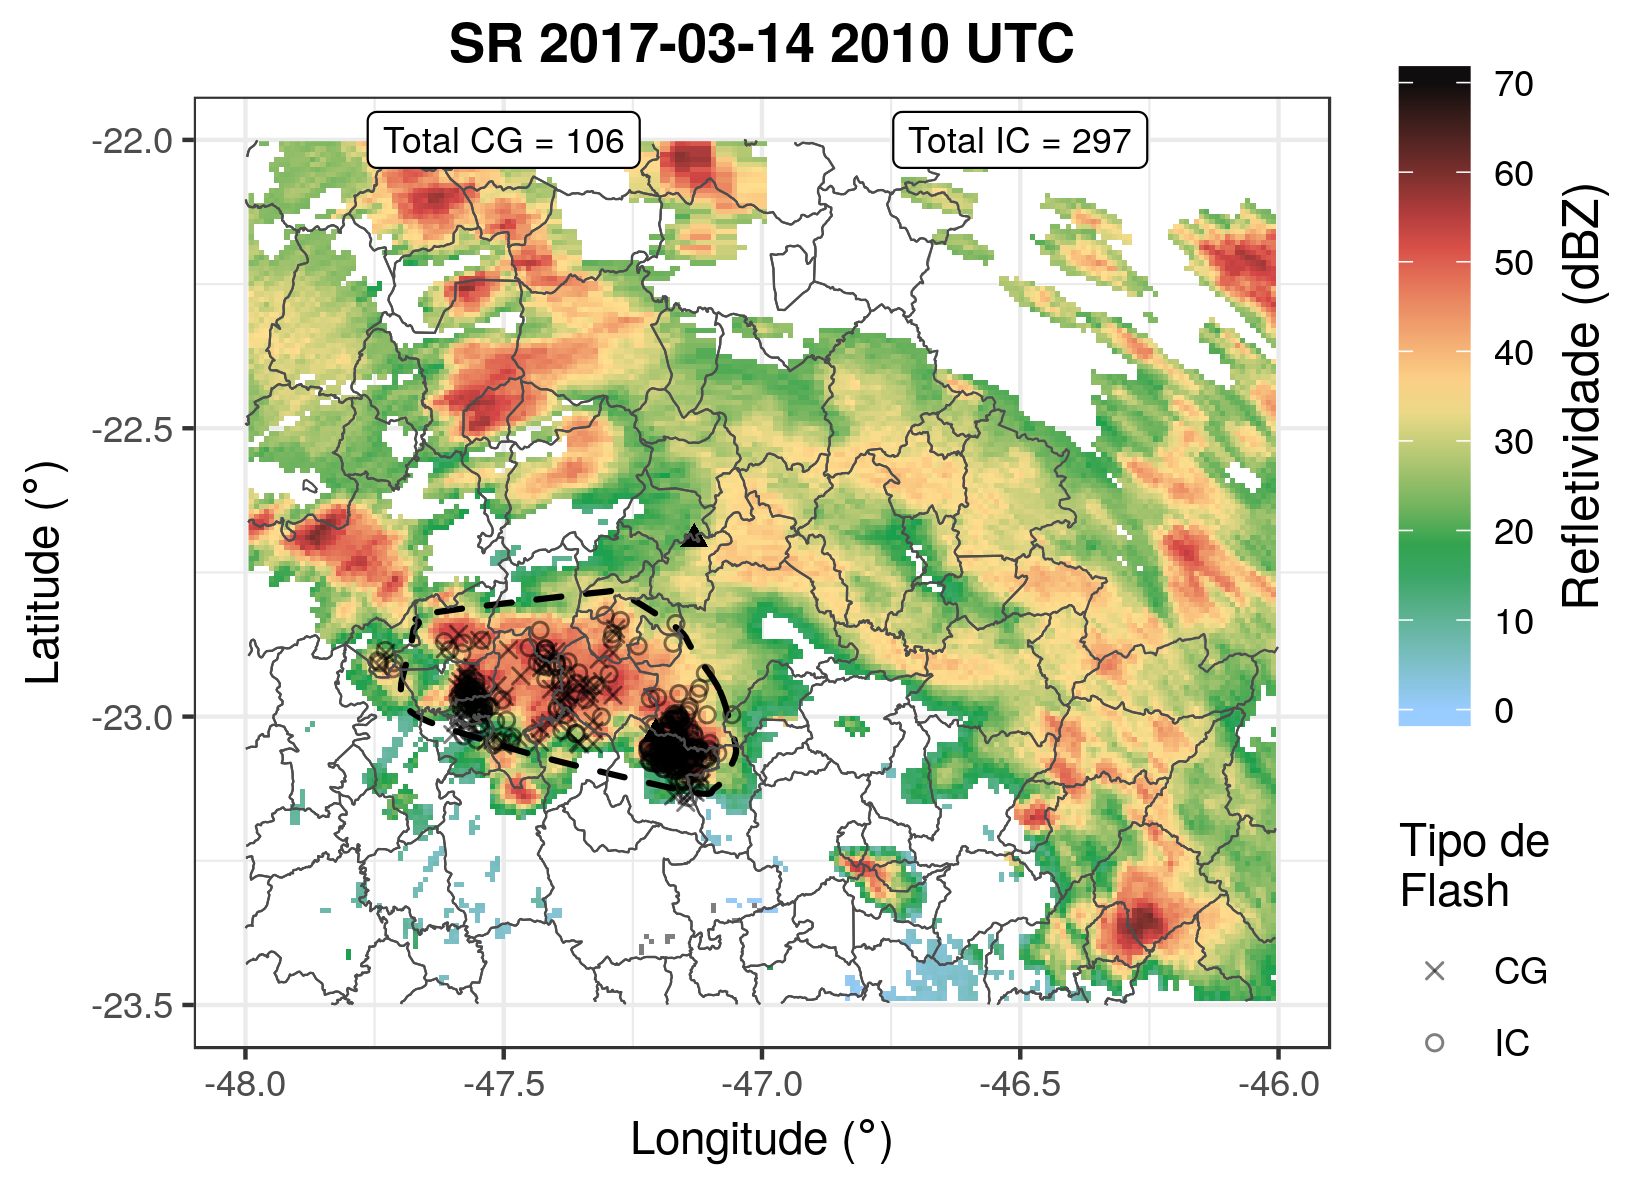 SR 2017-03-14 2010 UTC
Total CG = 106
Total IC = 297
-22.0
-22.5
-23.0
-23.5
Latitude (°)
-48.0
-47.5
-47.0
-46.5
-46.0
Longitude (°)
70
60
50
40
30
20
10
0
Refletividade (dBZ)
Tipo de
Flash
CG
IC